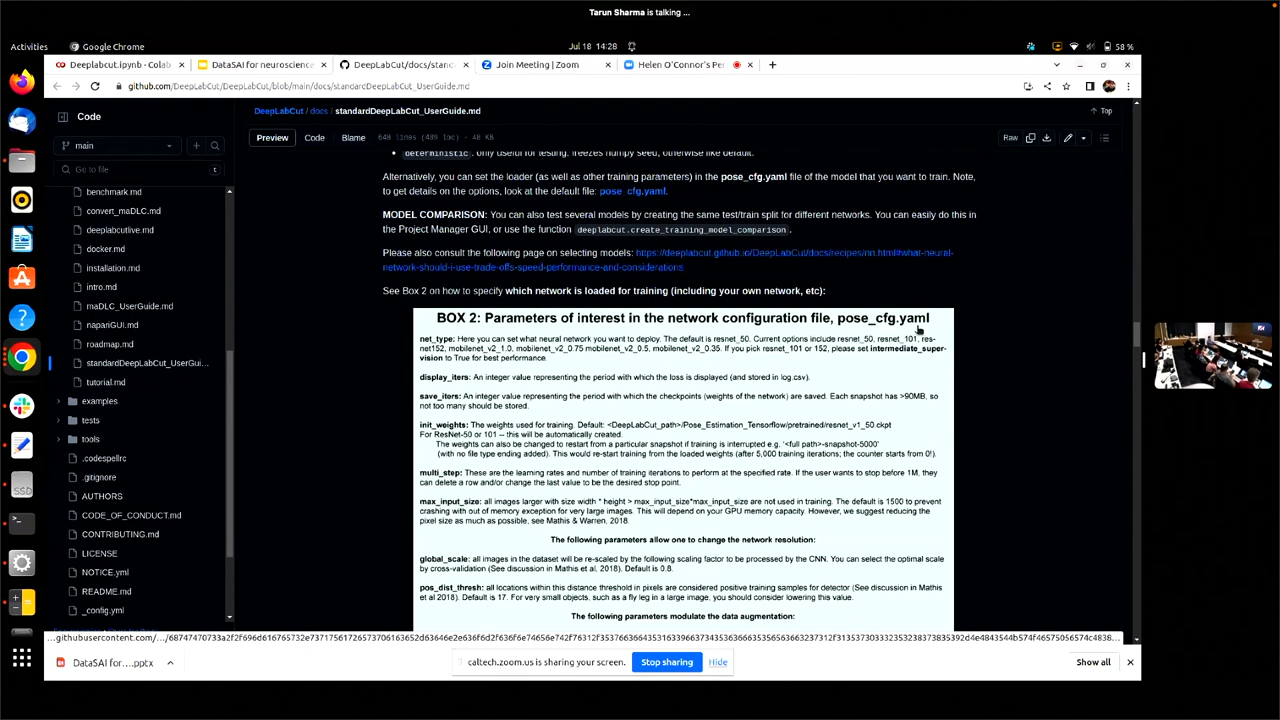 Tarun Sharma is talking ...
Activities
Google Chrome
Jul 18 14:28
58 %
Deeplabcut.ipynb - Colab
DataSAI for neuroscience
DeepLabCut/docs/stanc
Join Meeting | Zoom
Helen O'Connor's Per
github.com/DeepLabCut/DeepLabCut/blob/main/docs/standardDeepLabCut_UserGuide.md
Code
main
Go to file
t
benchmark.md
convert_maDLC.md
deeplabcutlive.md
docker.md
installation.md
intro.md
maDLC_UserGuide.md
napariGUI.md
roadmap.md
standardDeepLabCut_UserGui...
tutorial.md
examples
tests
tools
.codespellrc
.gitignore
AUTHORS
CODE_OF_CONDUCT.md
CONTRIBUTING.md
LICENSE
NOTICE.yml
README.md
_config.yml
DeepLabCut / docs / standardDeepLabCut_UserGuide.md
Top
Preview
Code
Blame
648 lines (489 loc) · 48 KB
Raw
deterministic : only useful for testing, freezes numpy seed, otherwise like default.
Alternatively, you can set the loader (as well as other training parameters) in the pose_cfg.yaml file of the model that you want to train. Note,
to get details on the options, look at the default file: pose_cfg.yaml.
MODEL COMPARISON: You can also test several models by creating the same test/train split for different networks. You can easily do this in
the Project Manager GUI, or use the function deeplabcut.create_training_model_comparison .
Please also consult the following page on selecting models: https://deeplabcut.github.io/DeepLabCut/docs/recipes/nn.html#what-neural-
network-should-i-use-trade-offs-speed-performance-and-considerations
See Box 2 on how to specify which network is loaded for training (including your own network, etc):
BOX 2: Parameters of interest in the network configuration file, pose_cfg.yaml
net_type: Here you can set what neural network you want to deploy. The default is resnet_50. Current options include resnet_50, resnet_101, res-
net152, mobilenet_v2_1.0, mobilenet_v2_0.75 mobilenet_v2_0.5, mobilenet_v2_0.35. If you pick resnet_101 or 152, please set intermediate_super-
vision to True for best performance.
display_iters: An integer value representing the period with which the loss is displayed (and stored in log.csv).
save_iters: An integer value representing the period with which the checkpoints (weights of the network) are saved. Each snapshot has >90MB, so
not too many should be stored.
init_weights: The weights used for training. Default: <DeepLabCut_path>/Pose_Estimation_Tensorflow/pretrained/resnet_v1_50.ckpt
For ResNet-50 or 101 -- this will be automatically created.
The weights can also be changed to restart from a particular snapshot if training is interrupted e.g. '<full path>-snapshot-5000'
(with no file type ending added). This would re-start training from the loaded weights (after 5,000 training iterations; the counter starts from 0!).
multi_step: These are the learning rates and number of training iterations to perform at the specified rate. If the user wants to stop before 1M, they
can delete a row and/or change the last value to be the desired stop point.
max_input_size: all images larger with size width * height > max_input_size*max_input_size are not used in training. The default is 1500 to prevent
crashing with out of memory exception for very large images. This will depend on your GPU memory capacity. However, we suggest reducing the
pixel size as much as possible, see Mathis & Warren, 2018.
The following parameters allow one to change the network resolution:
global_scale: all images in the dataset will be re-scaled by the following scaling factor to be processed by the CNN. You can select the optimal scale
by cross-validation (See discussion in Mathis et al, 2018). Default is 0.8.
pos_dist_thresh: all locations within this distance threshold in pixels are considered positive training samples for detector (See discussion in Mathis
et al 2018). Default is 17. For very small objects, such as a fly leg in a large image, you should consider lowering this value.
The following parameters modulate the data augmentation:
DataSAI for....pptx
caltech.zoom.us is sharing your screen.
Stop sharing
Hide
Show all